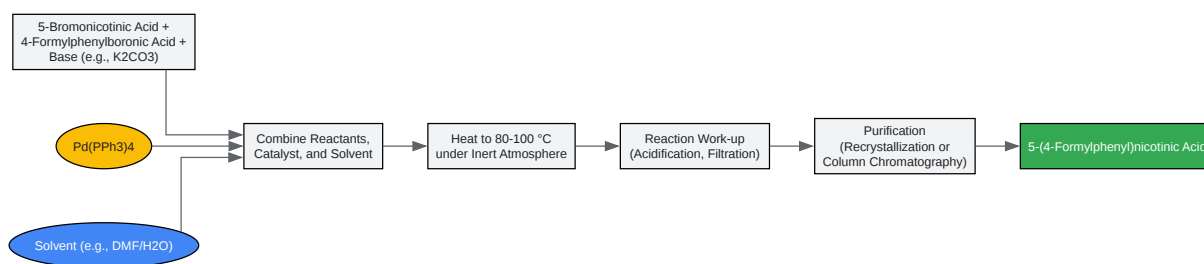 5-Bromonicotinic Acid +
4-Formylphenylboronic Acid +
Base (e.g., K2CO3)
Pd(PPh3)4
Solvent (e.g., DMF/H2O)
Combine Reactants,
Catalyst, and Solvent
Heat to 80-100 °C
under Inert Atmosphere
Reaction Work-up
(Acidification, Filtration)
Purification
(Recrystallization or
Column Chromatography)
5-(4-Formylphenyl)nicotinic Acid